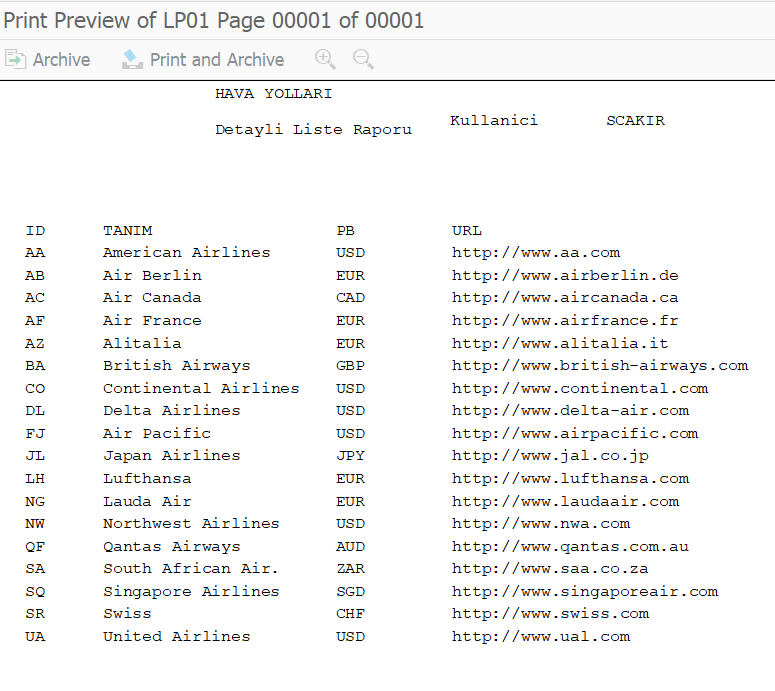 Print Preview of LP01 Page 00001 of 00001
Archive Print and Archive
HAVA YOLLARI
Kullanici SCAKIR
Detayli Liste Raporu
ID TANIM PB URL
AA American Airlines USD http://www.aa.com
AB Air Berlin EUR http://www.airberlin.de
AC Air Canada CAD http://www.aircanada.ca
AF Air France EUR http://www.airfrance.fr
AZ Alitalia EUR http://www.alitalia.it
BA British Airways GBP http://www.british-airways.com
CO Continental Airlines USD http://www.continental.com
DL Delta Airlines USD http://www.delta-air.com
FJ Air Pacific USD http://www.airpacific.com
JL Japan Airlines JPY http://www.jal.co.jp
LH Lufthansa EUR http://www.lufthansa.com
NG Lauda Air EUR http://www.laudaair.com
NW Northwest Airlines USD http://www.nwa.com
QF Qantas Airways AUD http://www.qantas.com.au
SA South African Air. ZAR http://www.saa.co.za
SQ Singapore Airlines SGD http://www.singaporeair.com
SR Swiss CHF http://www.swiss.com
UA United Airlines USD http://www.ual.com